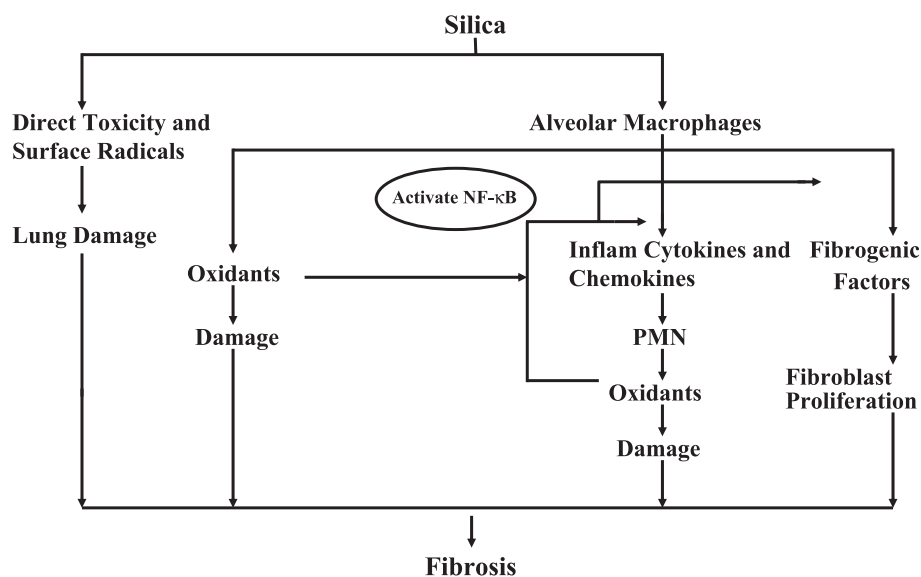 Silica
Direct Toxicity and
Surface Radicals
Alveolar Macrophages
Activate NF-κB
Lung Damage
Oxidants
Inflam Cytokines and
Chemokines
Fibrogenic
Factors
Damage
PMN
Oxidants
Fibroblast
Proliferation
Damage
Fibrosis